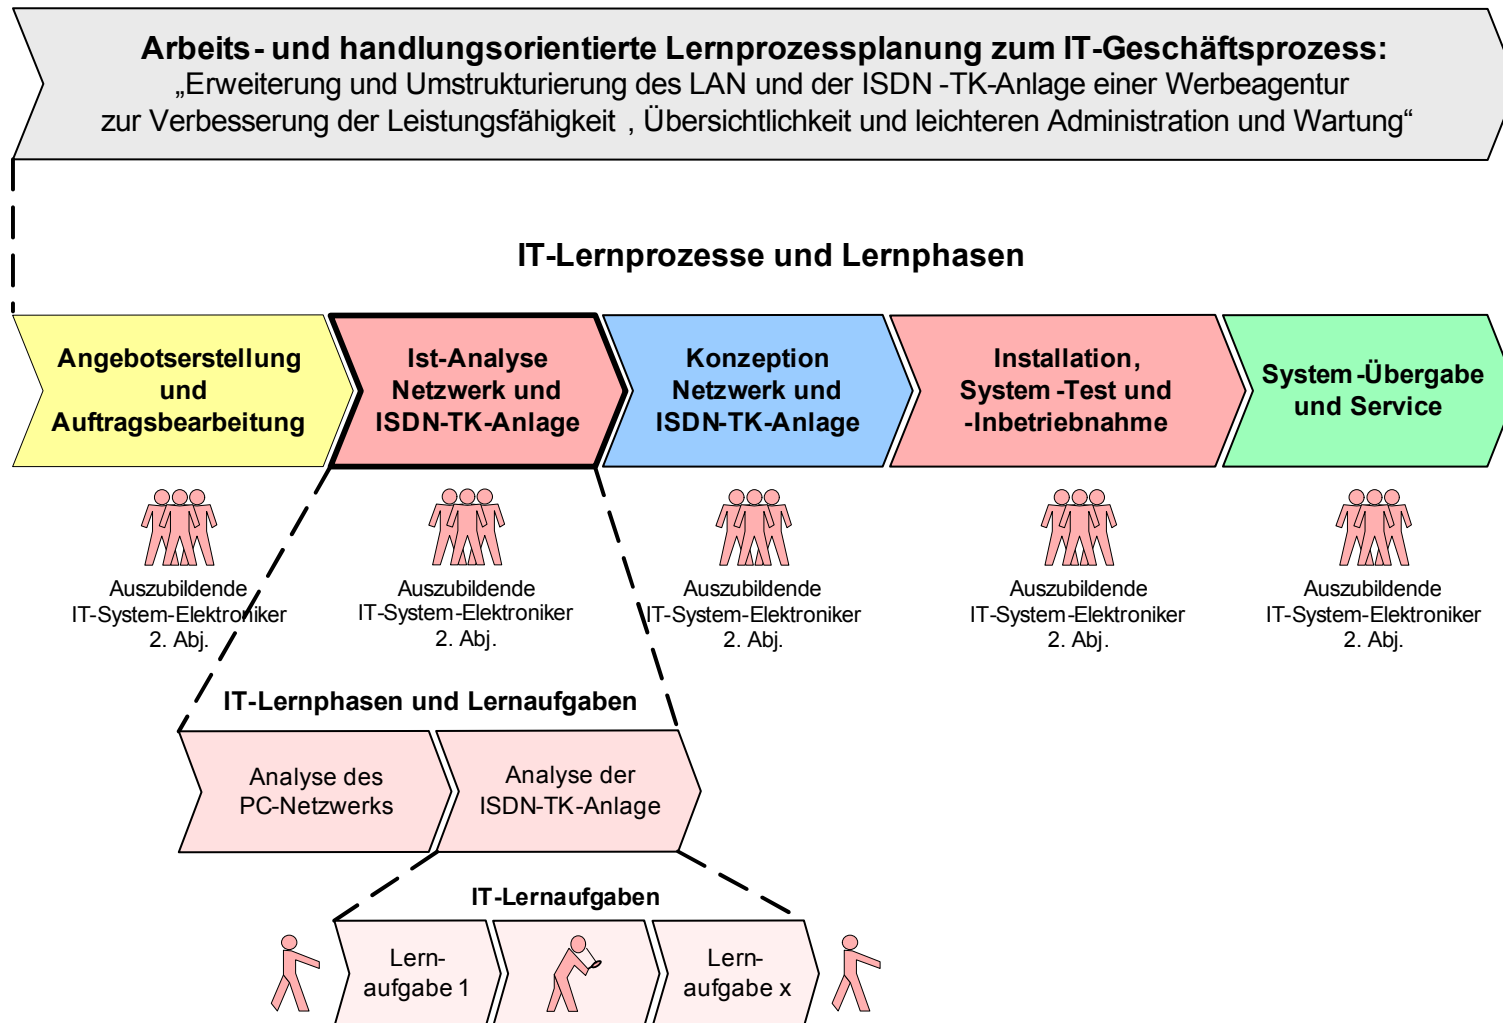 Arbeits- und handlungsorientierte Lernprozessplanung zum IT-Geschäftsprozess:
„Erweiterung und Umstrukturierung des LAN und der ISDN -TK-Anlage einer Werbeagentur
zur Verbesserung der Leistungsfähigkeit , Übersichtlichkeit und leichteren Administration und Wartung“
IT-Lernprozesse und Lernphasen
Angebotserstellung
und
Auftragsbearbeitung
Ist-Analyse
Netzwerk und
ISDN-TK-Anlage
Konzeption
Netzwerk und
ISDN-TK-Anlage
Installation,
System -Test und
-Inbetriebnahme
System -Übergabe
und Service
Auszubildende
IT-System-Elektroniker
2. Abj.
Auszubildende
IT-System-Elektroniker
2. Abj.
Auszubildende
IT-System-Elektroniker
2. Abj.
Auszubildende
IT-System-Elektroniker
2. Abj.
Auszubildende
IT-System-Elektroniker
2. Abj.
IT-Lernphasen und Lernaufgaben
Analyse des
PC-Netzwerks
Analyse der
ISDN-TK-Anlage
IT-Lernaufgaben
Lern-
aufgabe 1
Lern-
aufgabe x